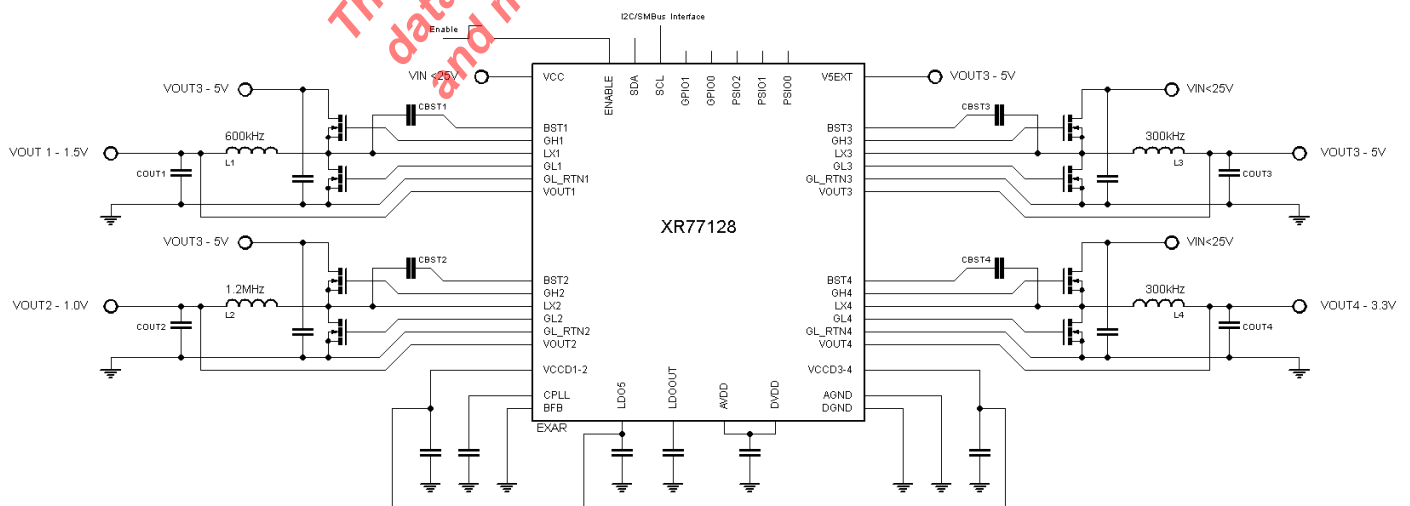 Th
data
and m
I2C/SMBus Interface
Enable
VIN <25V
VCC
ENABLE
SDA
SCL
GPIO1
GPIO0
PSIO2
PSIO1
PSIO0
V5EXT
VOUT3 - 5V
VOUT3 - 5V
CBST1
BST1
GH1
LX1
GL1
GL_RTN1
VOUT1
600kHz
L1
VOUT 1 - 1.5V
COUT1
BST3
GH3
LX3
GL3
GL_RTN3
VOUT3
CBST3
VIN<25V
300kHz
L3
VOUT3 - 5V
COUT3
XR77128
VOUT3 - 5V
CBST2
BST2
GH2
LX2
GL2
GL_RTN2
VOUT2
1.2MHz
L2
VOUT2 - 1.0V
COUT2
BST4
GH4
LX4
GL4
GL_RTN4
VOUT4
CBST4
VIN<25V
300kHz
L4
VOUT4 - 3.3V
COUT4
VCCD1-2
CPLL
BFB
LDO5
LDOOUT
AVDD
DVDD
VCCD3-4
AGND
DGND
EXAR